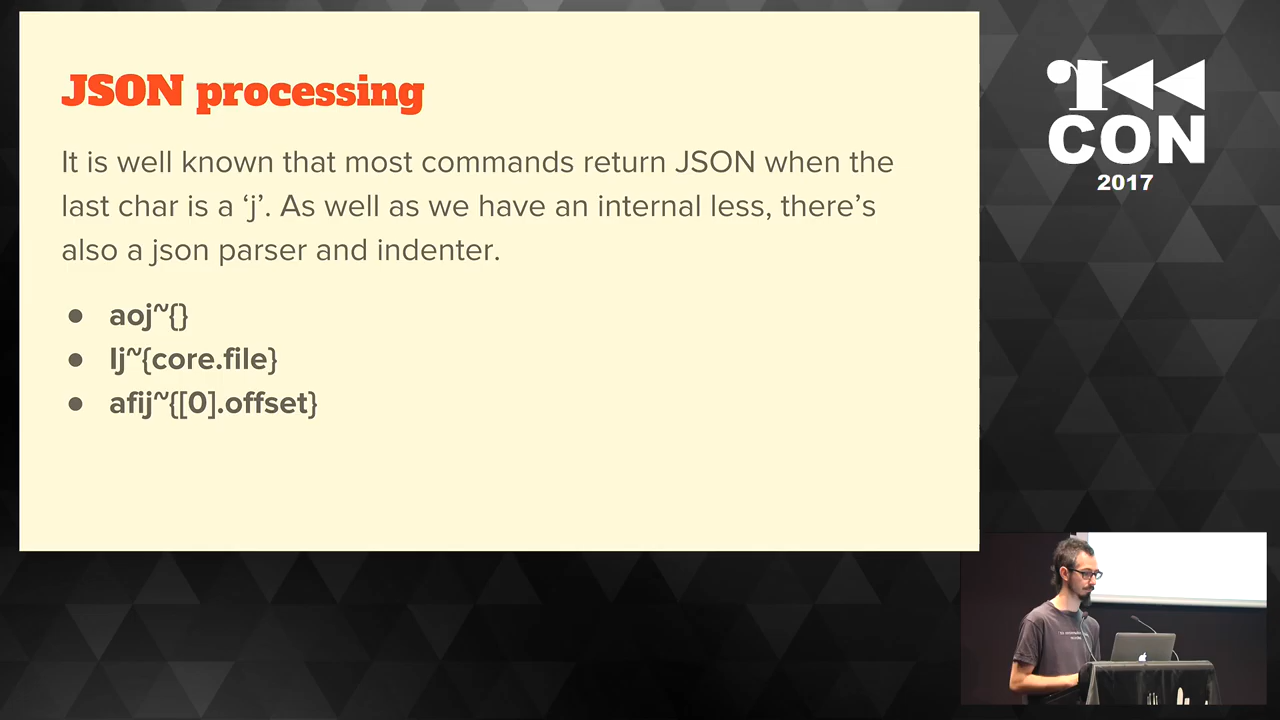 JSON processing
It is well known that most commands return JSON when the
last char is a ‘j’. As well as we have an internal less, there’s
also a json parser and indenter.
● aoj~{}
● Ij~{core.file}
● afij~{[0].offset}
CON
2017